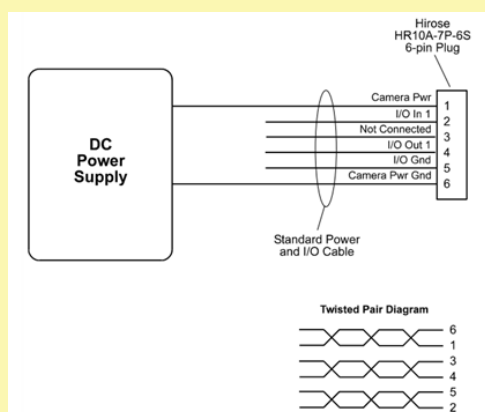 Hirose
HR10A-7P-6S
6-pin Plug
Camera Pwr
1
I/O In 1
2
Not Connected
3
I/O Out 1
4
I/O Gnd
5
Camera Pwr Gnd
6
DC
Power
Supply
Standard Power
and I/O Cable
Twisted Pair Diagram
6
1
3
4
5
2